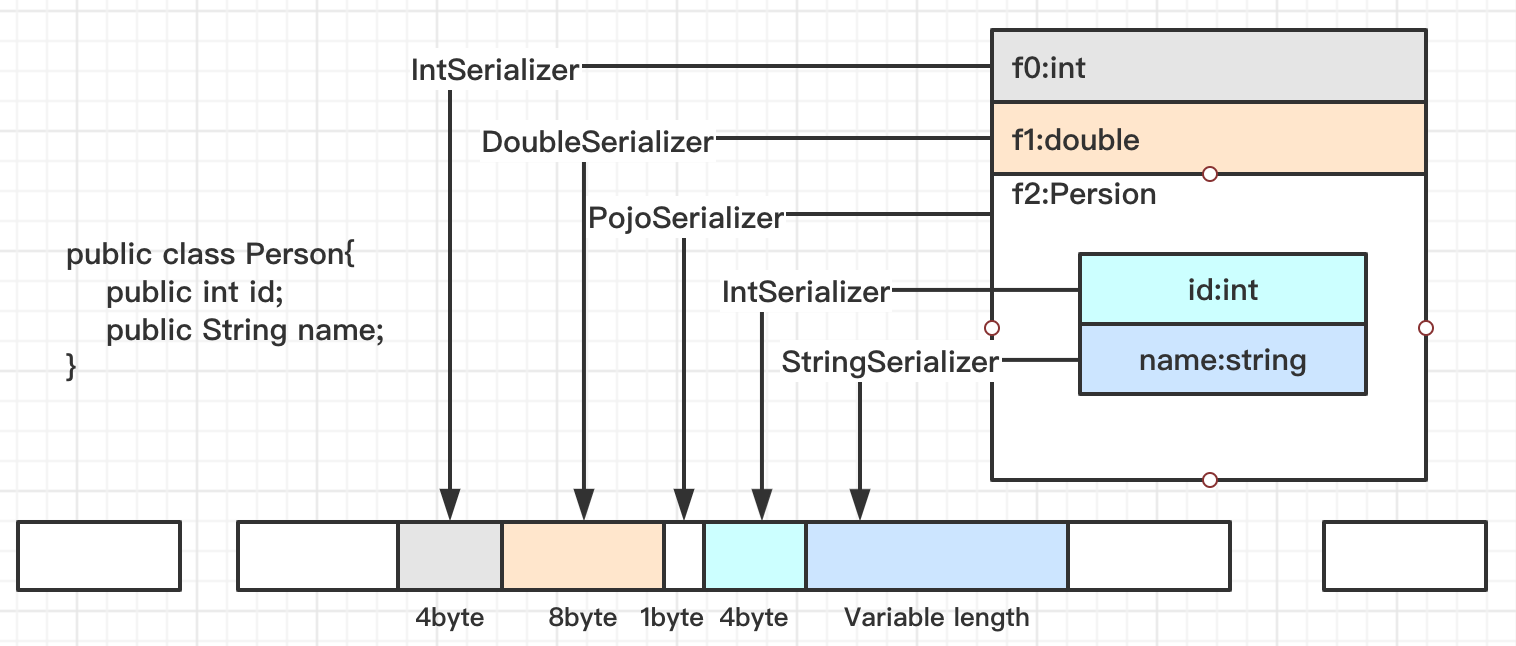 IntSerializer
f0:int
DoubleSerializer
f1:double
PojoSerializer
f2:Persion
public class Person{
public int id;
public String name;
}
IntSerializer
id:int
StringSerializer
name:string
4byte
8byte
1byte
4byte
Variable length